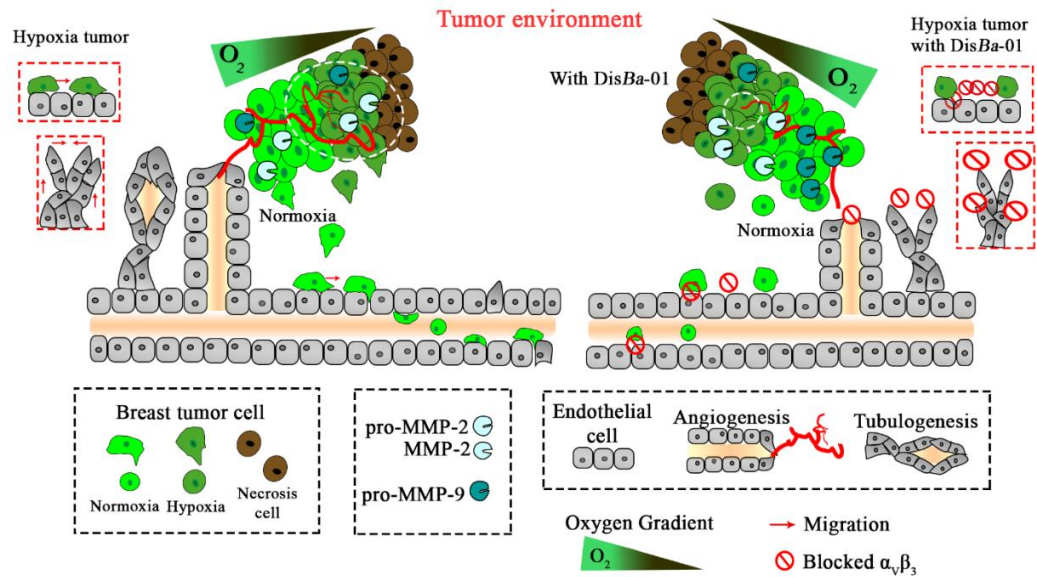 Tumor environment
Hypoxia tumor
O2
Normoxia
With DisBa-01
O2
Hypoxia tumor
with DisBa-01
Normoxia
Breast tumor cell
Normoxia
Hypoxia
Necrosis
cell
pro-MMP-2
MMP-2
pro-MMP-9
Endothelial
cell
Angiogenesis
Tubulogenesis
Oxygen Gradient
O2
Migration
Blocked αVβ3